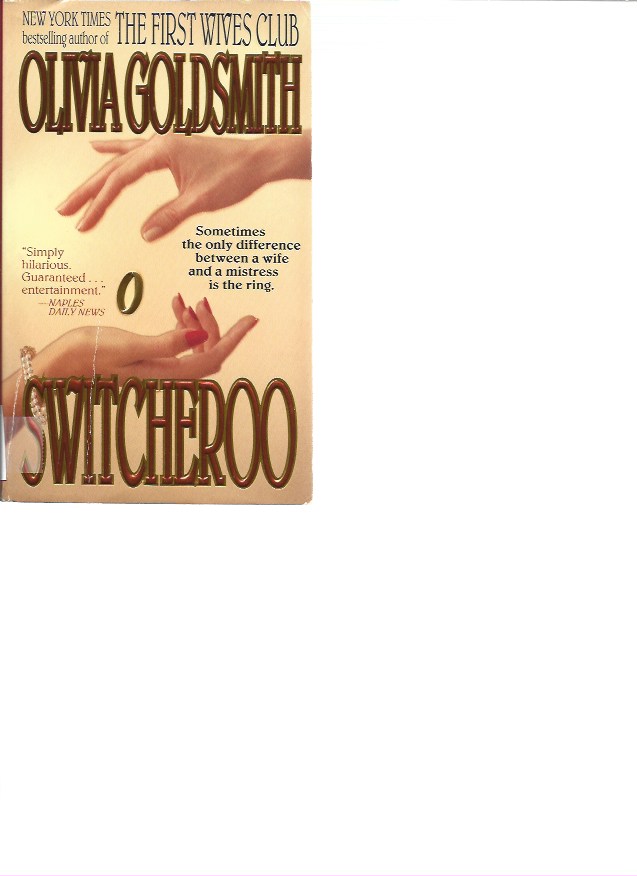 NEW YORK TIMES
bestselling author of THE FIRST WIVES CLUB
OLIVIA GOLDSMITH
Sometimes
the only difference
between a wife
and a mistress
is the ring.
"Simply
hilarious.
Guaranteed . . .
entertainment."
—NAPLES
DAILY NEWS
SWITCHEROO